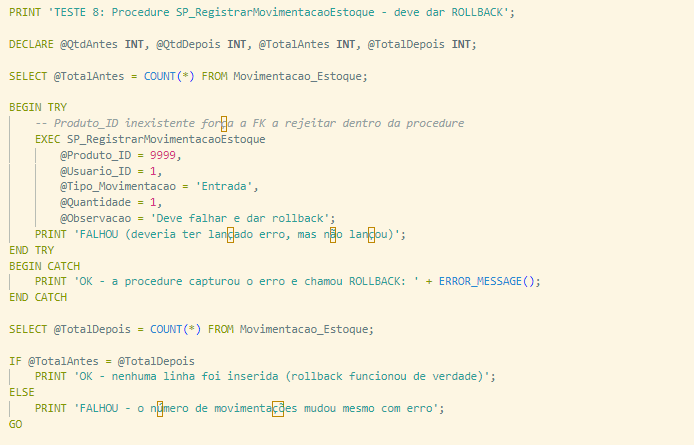 PRINT 'TESTE 8: Procedure SP_RegistrarMovimentacaoEstoque - deve dar ROLLBACK';
DECLARE @QtdAntes INT, @QtdDepois INT, @TotalAntes INT, @TotalDepois INT;
SELECT @TotalAntes = COUNT(*) FROM Movimentacao_Estoque;
BEGIN TRY
-- Produto_ID inexistente força a FK a rejeitar dentro da procedure
EXEC SP_RegistrarMovimentacaoEstoque
@Produto_ID = 9999,
@Usuario_ID = 1,
@Tipo_Movimentacao = 'Entrada',
@Quantidade = 1,
@Observacao = 'Deve falhar e dar rollback';
PRINT 'FALHOU (deveria ter lançado erro, mas não lançou)';
END TRY
BEGIN CATCH
PRINT 'OK - a procedure capturou o erro e chamou ROLLBACK: ' + ERROR_MESSAGE();
END CATCH
SELECT @TotalDepois = COUNT(*) FROM Movimentacao_Estoque;
IF @TotalAntes = @TotalDepois
PRINT 'OK - nenhuma linha foi inserida (rollback funcionou de verdade)';
ELSE
PRINT 'FALHOU - o número de movimentações mudou mesmo com erro';
GO